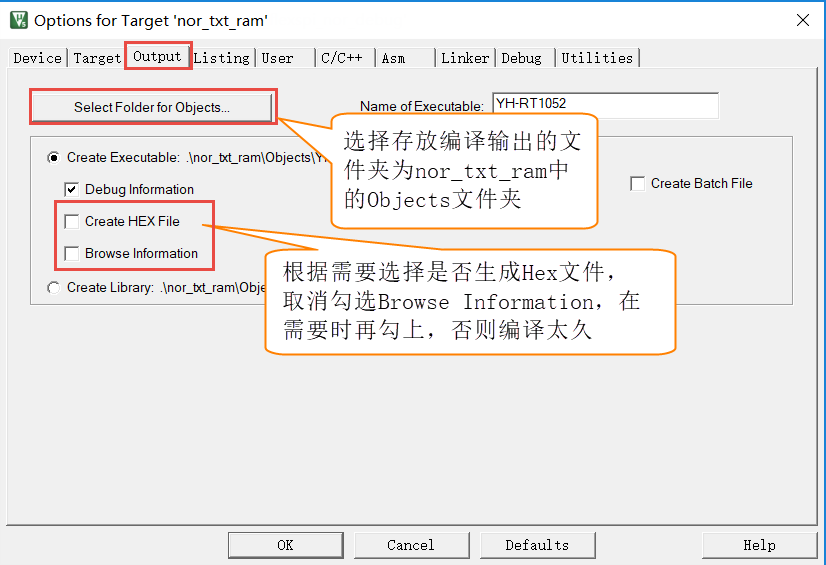 Options for Target 'nor_txt_ram'
Device Target Output Listing User C/C++ Asm Linker Debug Utilities
Select Folder for Objects...
Name of Executable: YH-RT1052
选择存放编译输出的文
件夹为nor_txt_ram中
的Objects文件夹
Create Executable: .\nor_txt_ram\Objects\Y
Debug Information
Create Batch File
Create HEX File
Browse Information
Create Library: .\nor_txt_ram\Obje
根据需要选择是否生成Hex文件，
取消勾选Browse Information，在
需要时再勾上，否则编译太久
OK Cancel Defaults Help